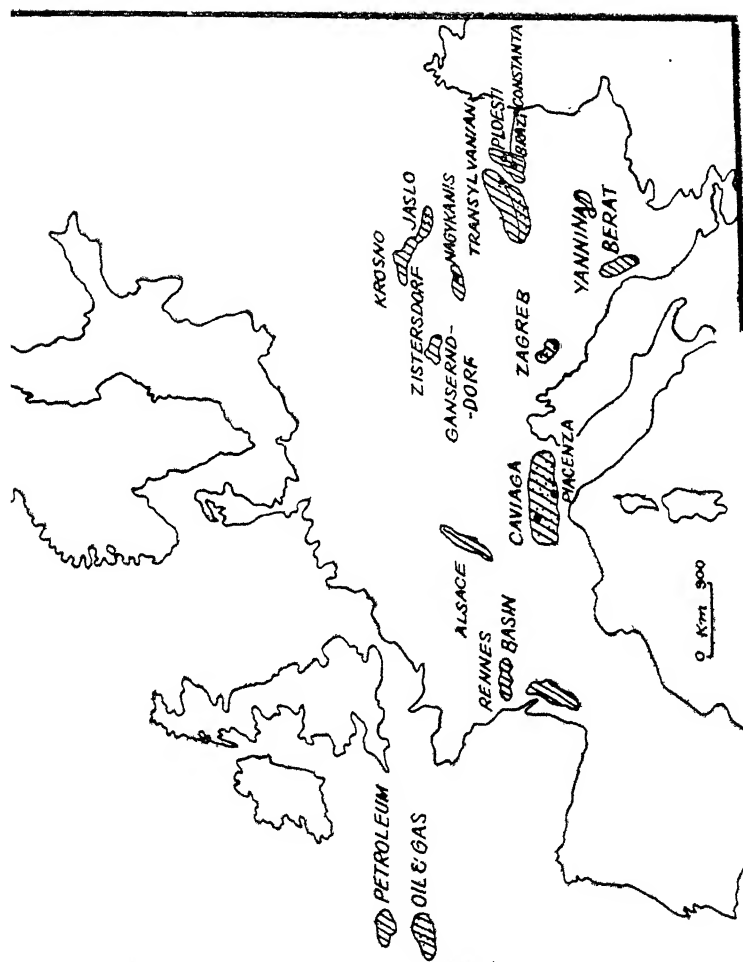 PETROLEUM
KROSNO
JASLO
OIL & GAS
ZISTERSDORF
GANSERND-
-DORF
NAGYKANIS
TRANSYLVANIAN
ALSACE
RENNES
BASIN
PLOESTI
BRAZI
CONSTANTA
CAVIAGA
ZAGREB
PIACENZA
YANNINA
BERAT
0 Km 300